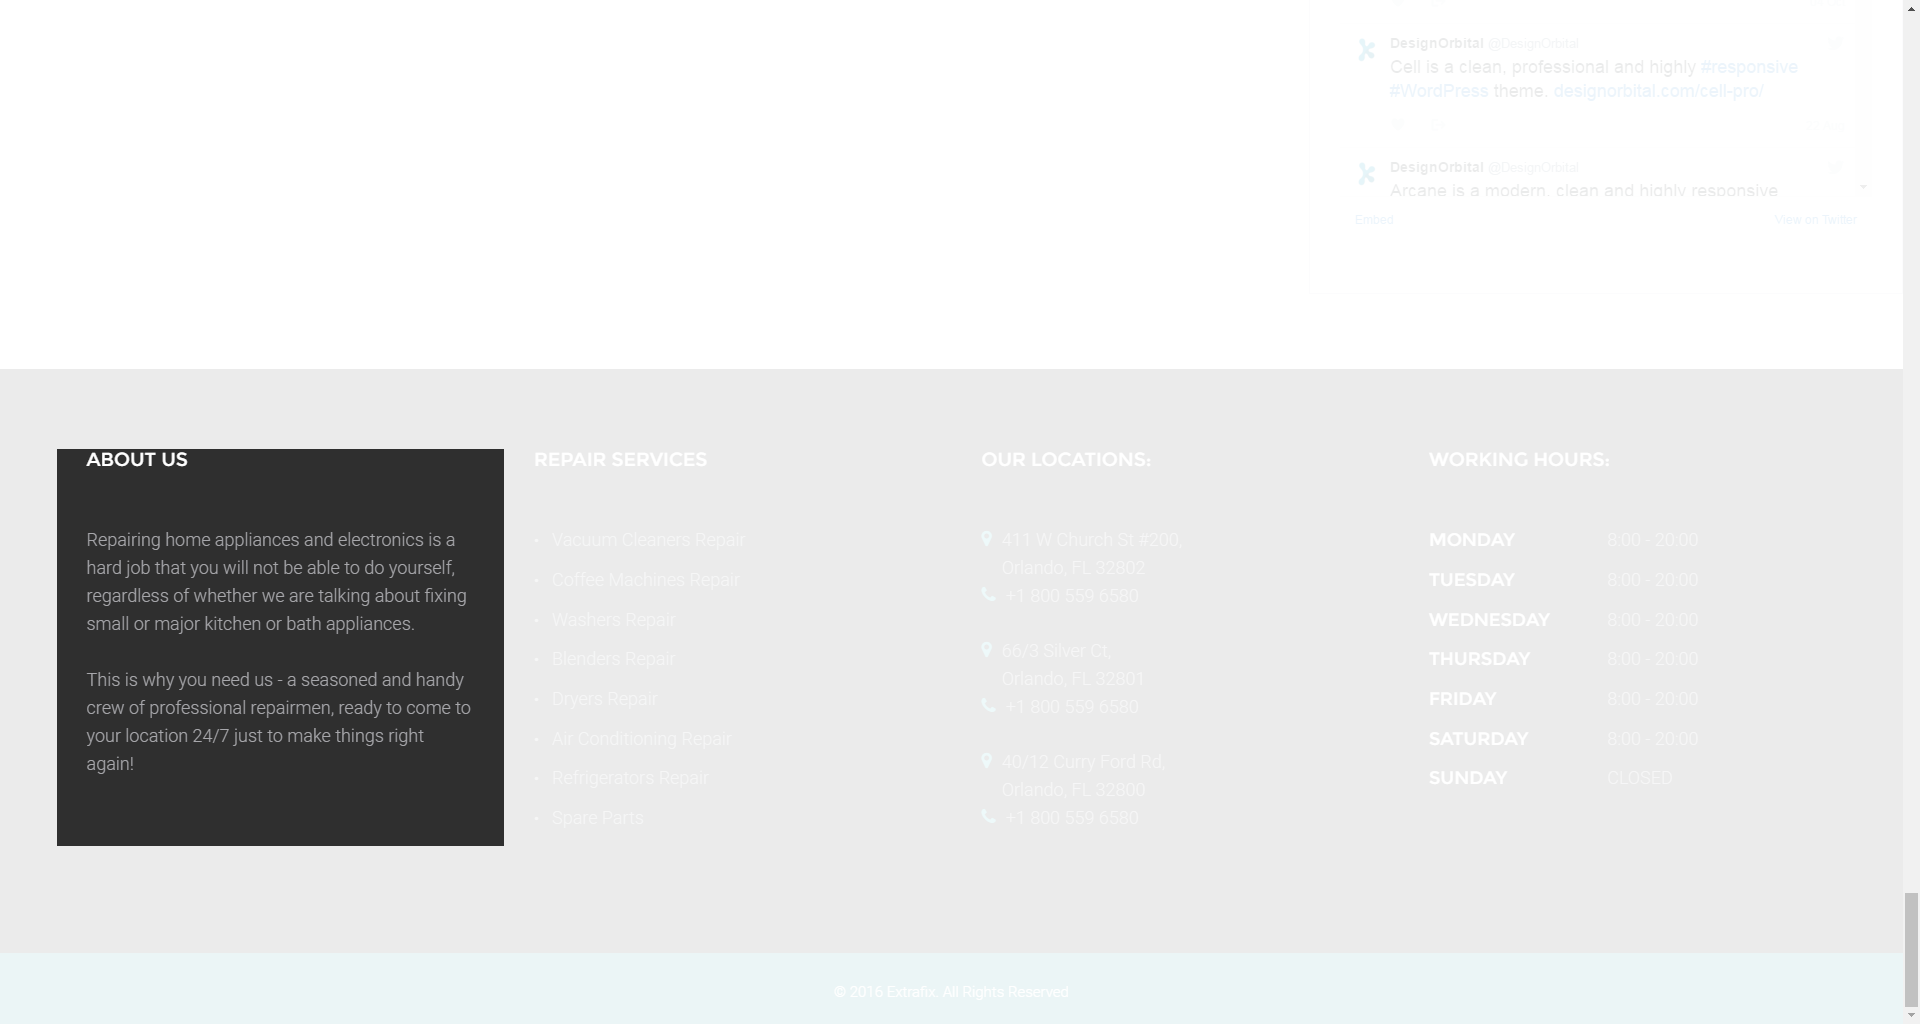 DesignOrbital @DesignOrbital
Cell is a clean, professional and highly #responsive
#WordPress theme. designorbital.com/cell-pro/
DesignOrbital @DesignOrbital
Arcane is a modern, clean and highly responsive
Embed View on Twitter
ABOUT US
Repairing home appliances and electronics is a
hard job that you will not be able to do yourself,
regardless of whether we are talking about fixing
small or major kitchen or bath appliances.
This is why you need us - a seasoned and handy
crew of professional repairmen, ready to come to
your location 24/7 just to make things right
again!
REPAIR SERVICES
• Vacuum Cleaners Repair
• Coffee Machines Repair
• Washers Repair
• Blenders Repair
• Dryers Repair
• Air Conditioning Repair
• Refrigerators Repair
• Spare Parts
OUR LOCATIONS:
411 W Church St #200,
Orlando, FL 32802
+1 800 559 6580
66/3 Silver Ct,
Orlando, FL 32801
+1 800 559 6580
40/12 Curry Ford Rd,
Orlando, FL 32800
+1 800 559 6580
WORKING HOURS:
MONDAY 8:00 - 20:00
TUESDAY 8:00 - 20:00
WEDNESDAY 8:00 - 20:00
THURSDAY 8:00 - 20:00
FRIDAY 8:00 - 20:00
SATURDAY 8:00 - 20:00
SUNDAY CLOSED
© 2016 Extrafix. All Rights Reserved